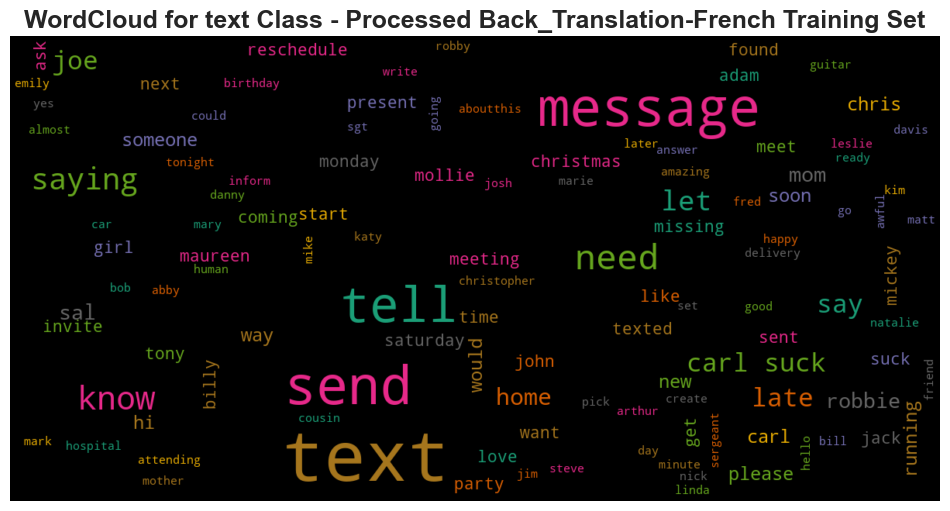 WordCloud for text Class - Processed Back_Translation-French Training Set
ask
joe
reschedule
robby
found
guitar
emily
next
birthday
write
adam
yes
could
present
going
aboutthis
message
chris
almost
someone
sgt
davis
tonight
monday
christmas
later
answer
meet
leslie
ready
saying
inform
mollie
josh
marie
amazing
mom
kim
danny
let
fred
soon
go
awful
matt
car
mary
coming
start
missing
girl
maureen
mike
katy
meeting
need
happy
delivery
human
christopher
mickey
bob
abby
tell
like
set
good
say
natalie
sal
invite
way
saturday
time
texted
sent
tony
billy
would
john
carl suck
suck
friend
know
send
home
new
pick
create
late
robbie
hi
cousin
arthur
mark
hospital
want
get
sergeant
carl
hello
bill
jack
running
attending
text
love
day
minute
mother
party
jim
steve
nick
linda
please